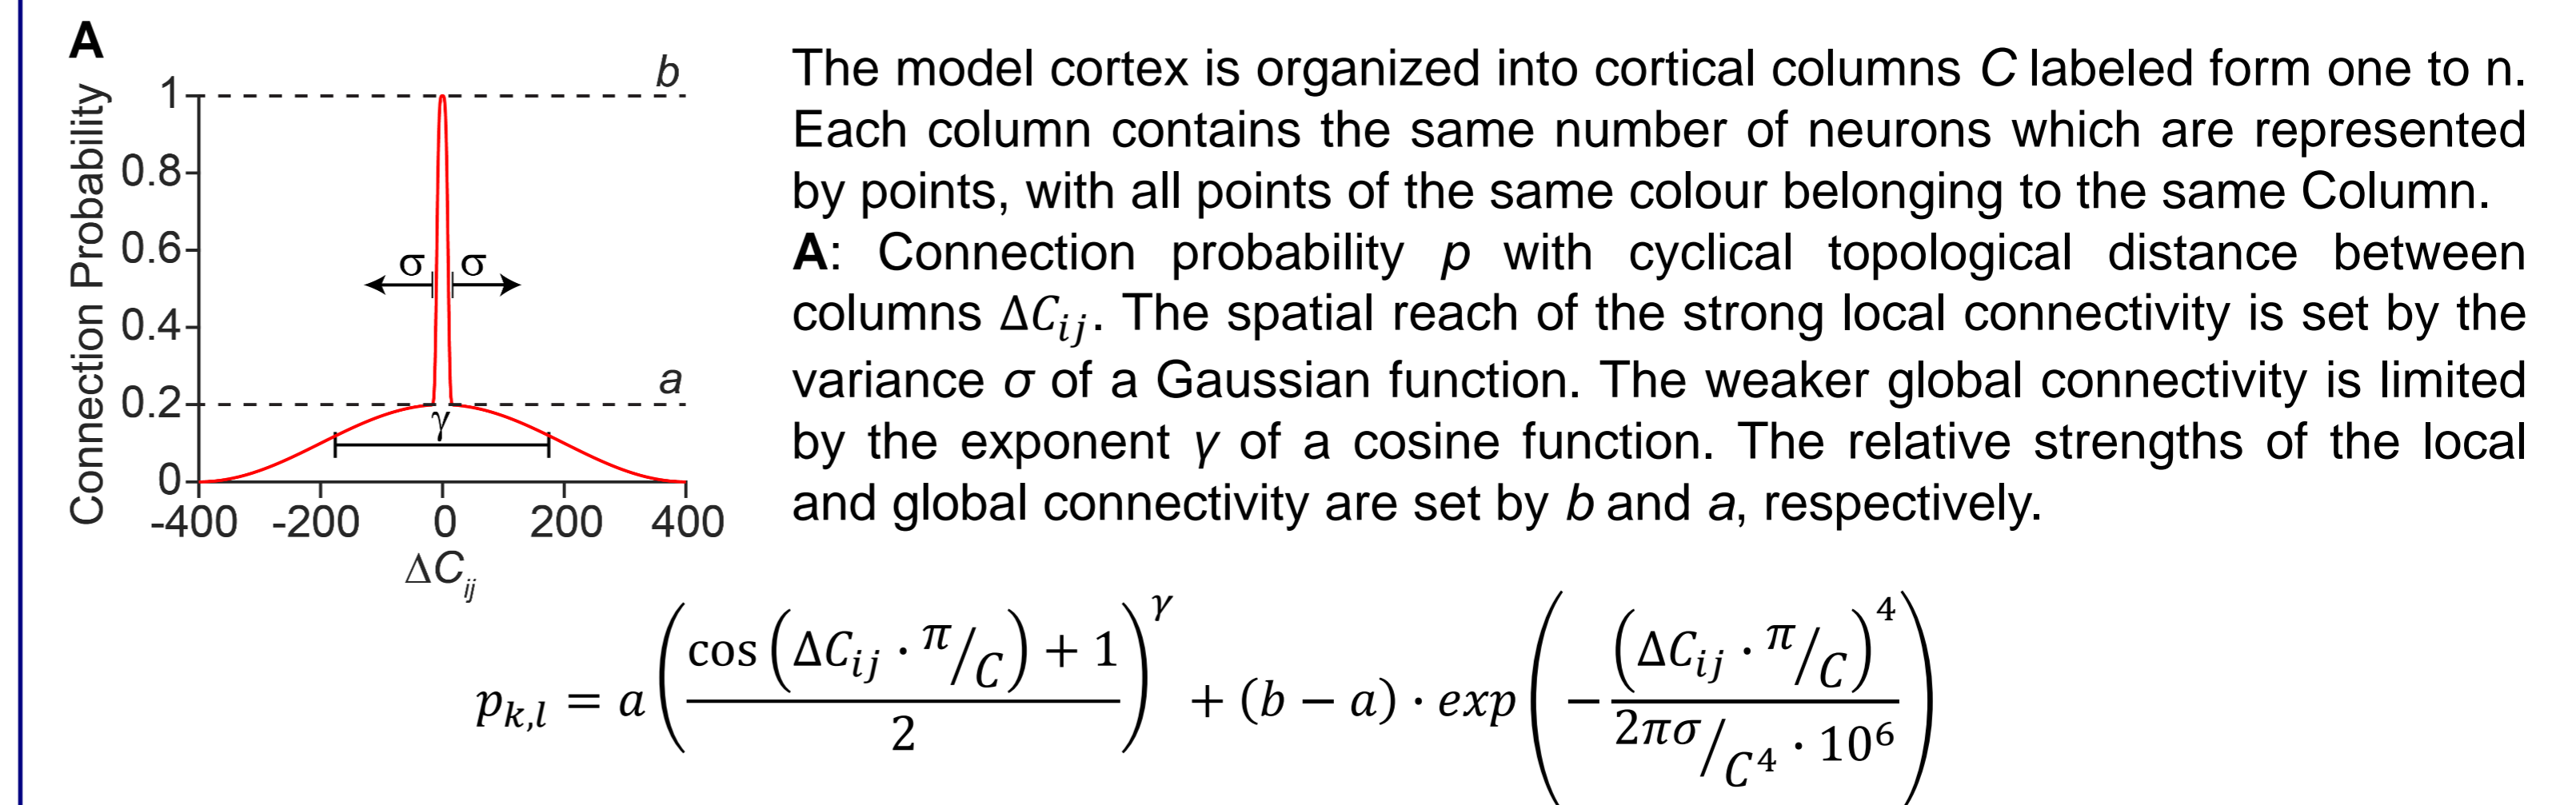 A
Connection Probability
1
0.8
0.6
0.4
0.2
0
b
a
σ σ
γ
-400 -200 0 200 400
ΔC_ij
The model cortex is organized into cortical columns C labeled form one to n.
Each column contains the same number of neurons which are represented
by points, with all points of the same colour belonging to the same Column.
A: Connection probability p with cyclical topological distance between
columns ΔC_ij. The spatial reach of the strong local connectivity is set by the
variance σ of a Gaussian function. The weaker global connectivity is limited
by the exponent γ of a cosine function. The relative strengths of the local
and global connectivity are set by b and a, respectively.
p_k,l = a ( (cos (ΔC_ij · π/C) + 1) / 2 )^γ + (b − a) · exp ( − (ΔC_ij · π/C)^4 / (2πσ/C^4 · 10^6) )